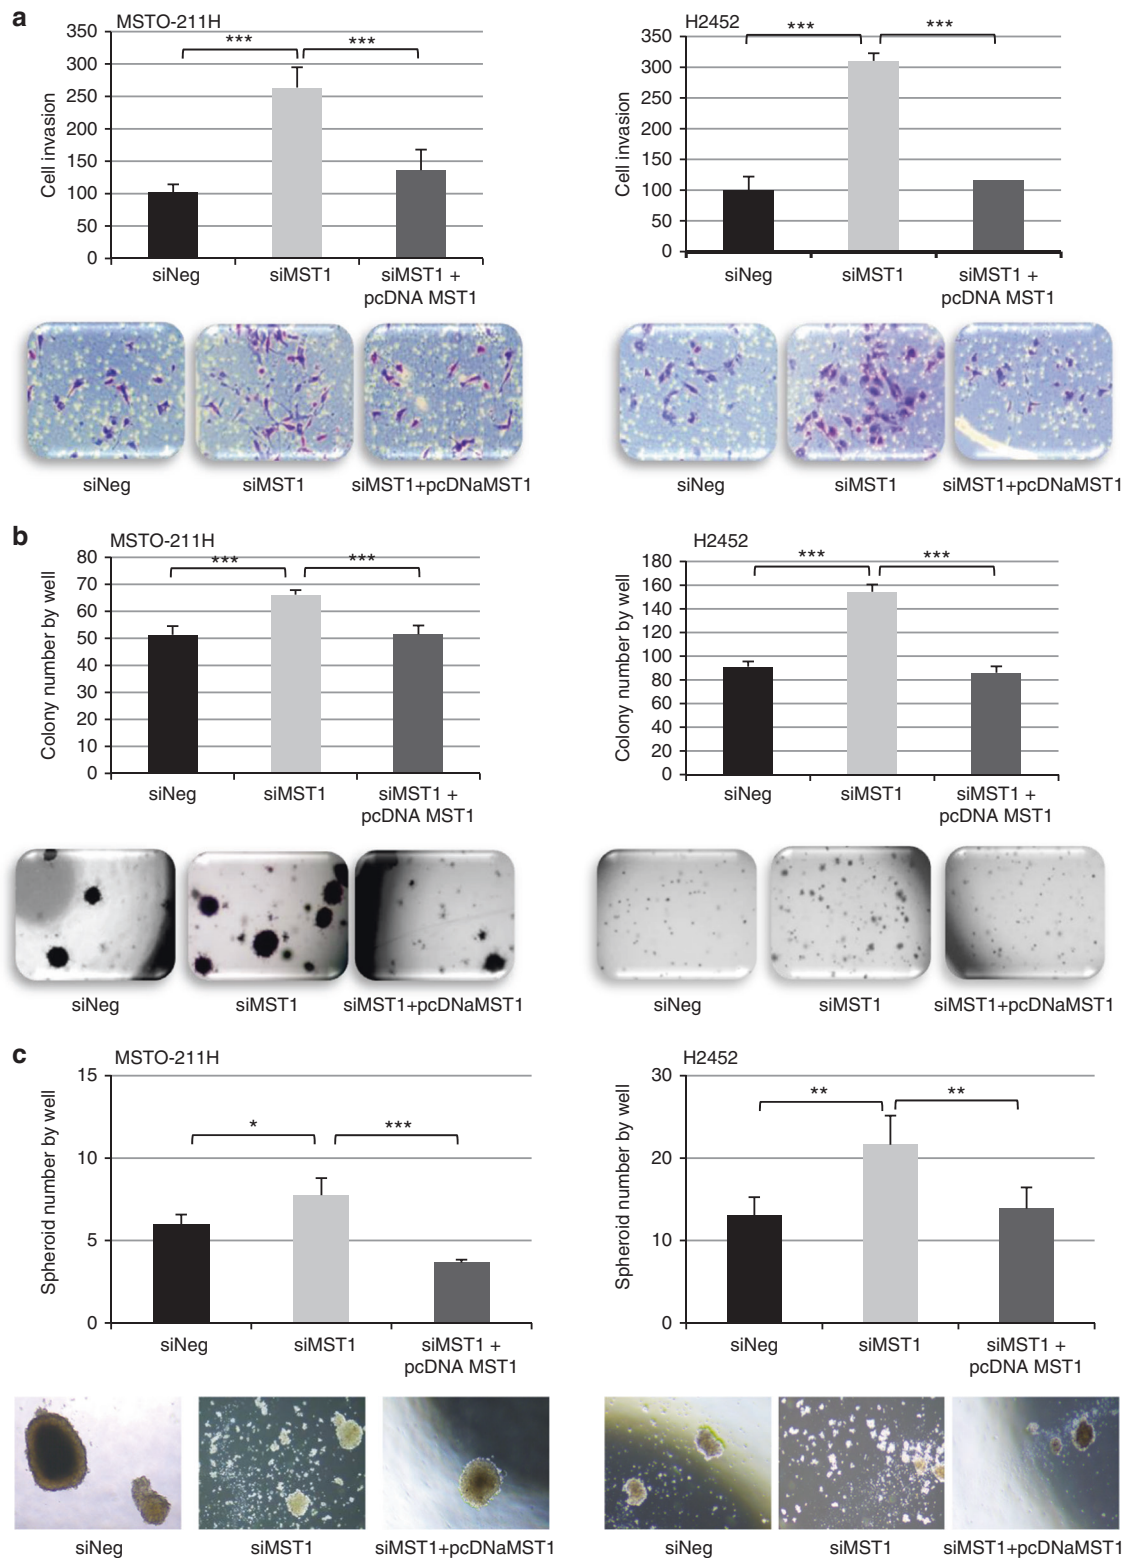 a
MSTO-211H
Cell invasion
350
300
250
200
150
100
50
0
***
***
siNeg
siMST1
siMST1 +
pcDNA MST1
H2452
Cell invasion
350
300
250
200
150
100
50
0
***
***
siNeg
siMST1
siMST1 +
pcDNA MST1
siNeg
siMST1
siMST1+pcDNaMST1
siNeg
siMST1
siMST1+pcDNaMST1
b
MSTO-211H
Colony number by well
80
70
60
50
40
30
20
10
0
***
***
siNeg
siMST1
siMST1 +
pcDNA MST1
H2452
Colony number by well
180
160
140
120
100
80
60
40
20
0
***
***
siNeg
siMST1
siMST1 +
pcDNA MST1
siNeg
siMST1
siMST1+pcDNaMST1
siNeg
siMST1
siMST1+pcDNaMST1
c
MSTO-211H
Spheroid number by well
15
10
5
0
*
***
siNeg
siMST1
siMST1 +
pcDNA MST1
H2452
Spheroid number by well
30
20
10
0
**
**
siNeg
siMST1
siMST1 +
pcDNA MST1
siNeg
siMST1
siMST1+pcDNaMST1
siNeg
siMST1
siMST1+pcDNaMST1